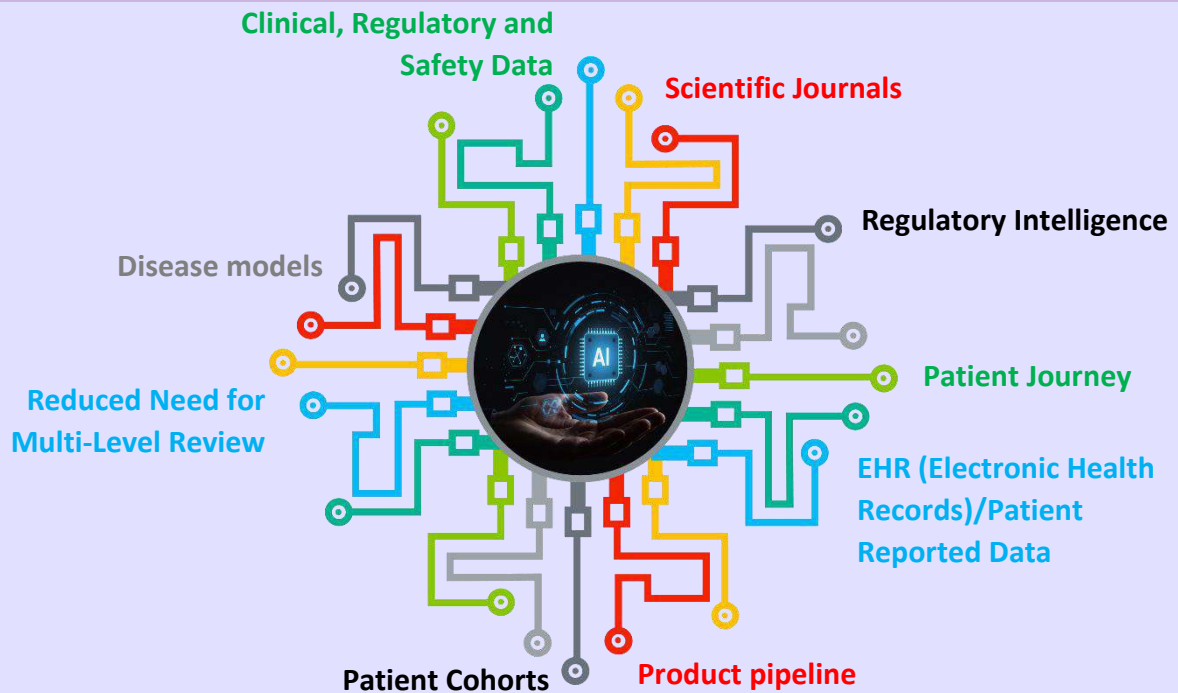 Clinical, Regulatory and
Safety Data
Scientific Journals
Regulatory Intelligence
Disease models
AI
Patient Journey
Reduced Need for
Multi-Level Review
EHR (Electronic Health
Records)/Patient
Reported Data
Patient Cohorts
Product pipeline